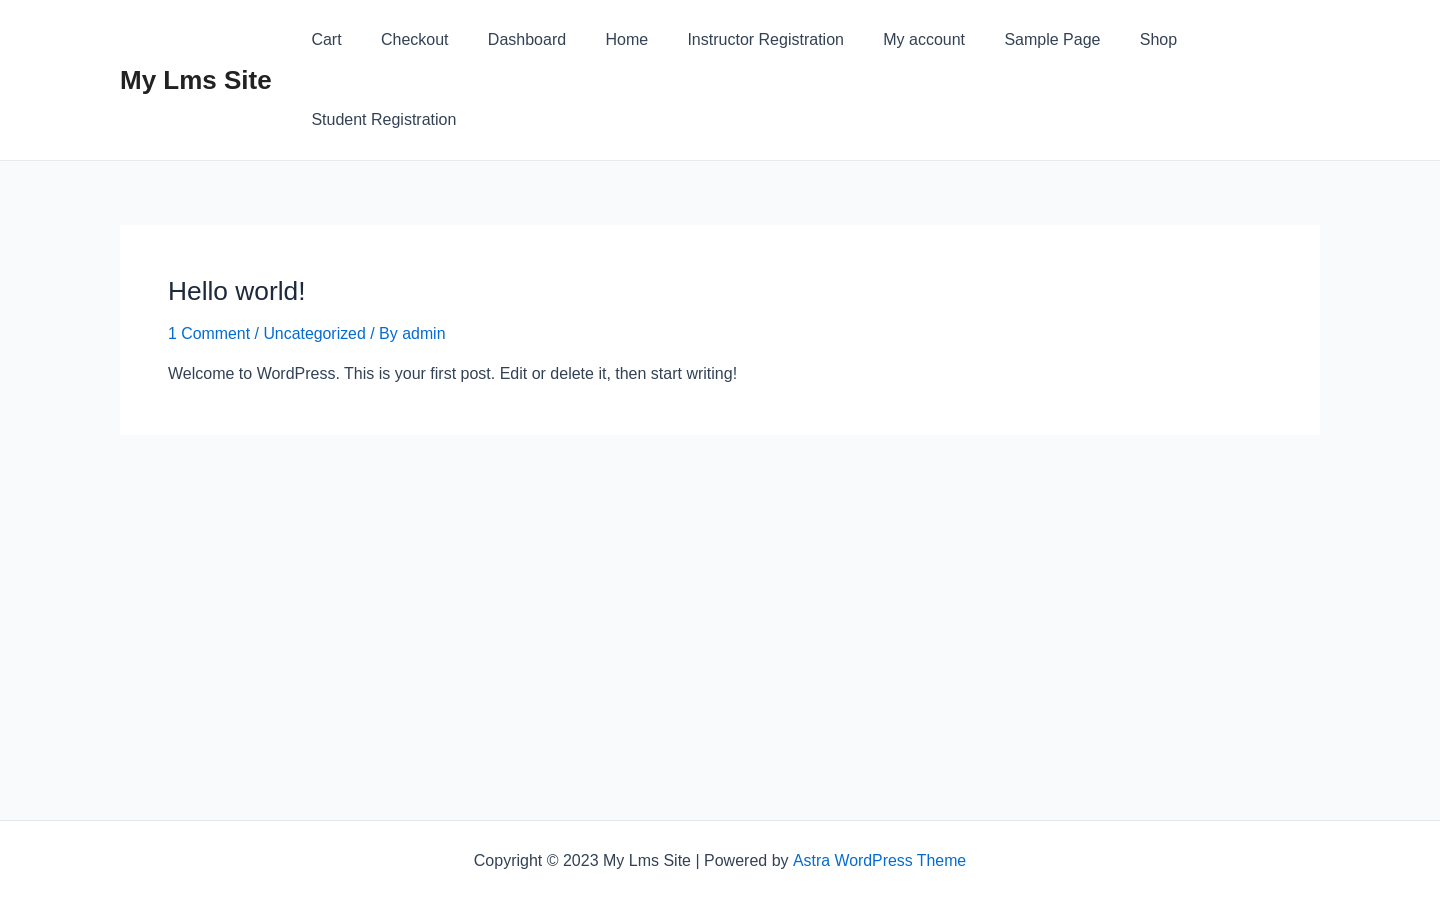 My Lms Site
Cart Checkout Dashboard Home Instructor Registration My account Sample Page Shop
Student Registration
Hello world!
1 Comment / Uncategorized / By admin
Welcome to WordPress. This is your first post. Edit or delete it, then start writing!
Copyright © 2023 My Lms Site | Powered by Astra WordPress Theme